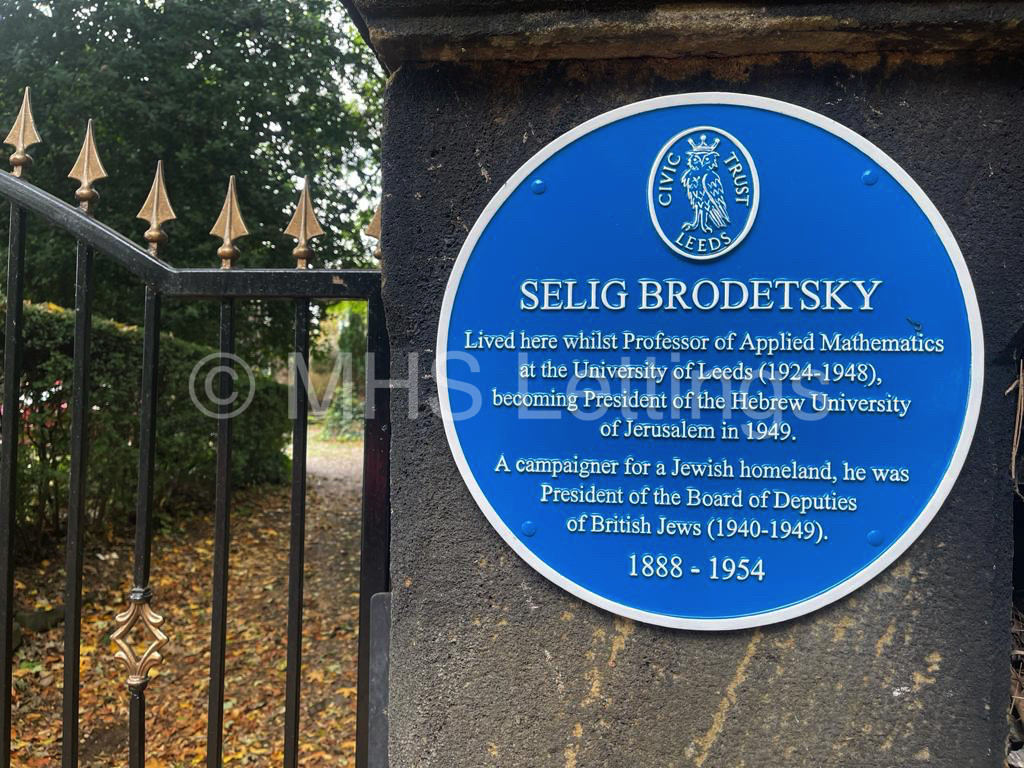 CIVIC TRUST
LEEDS
SELIG BRODETSKY
Lived here whilst Professor of Applied Mathematics
at the University of Leeds (1924-1948),
becoming President of the Hebrew University
of Jerusalem in 1949.
A campaigner for a Jewish homeland, he was
President of the Board of Deputies
of British Jews (1940-1949).
1888 - 1954
© MHS Lettings